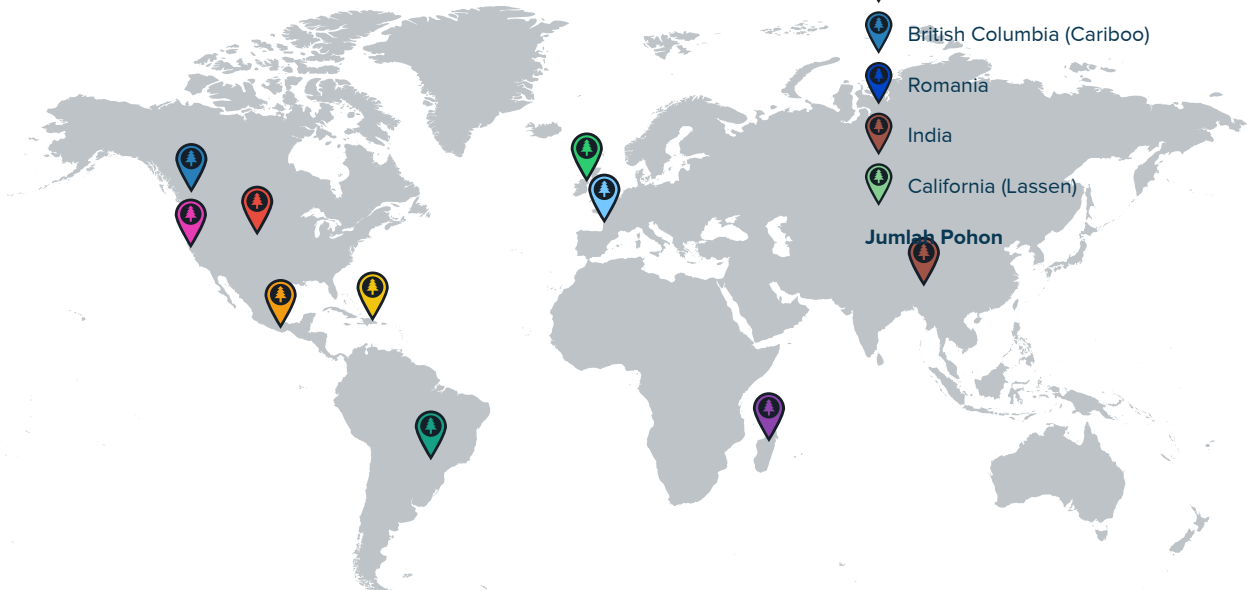 British Columbia (Cariboo)
Romania
India
California (Lassen)
Jumlah Pohon